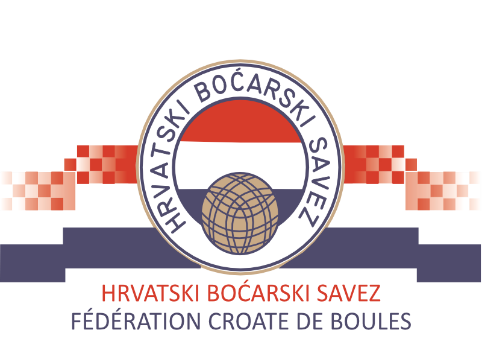 HRVATSKI BOĆARSKI SAVEZ
HRVATSKI BOĆARSKI SAVEZ
FÉDÉRATION CROATE DE BOULES